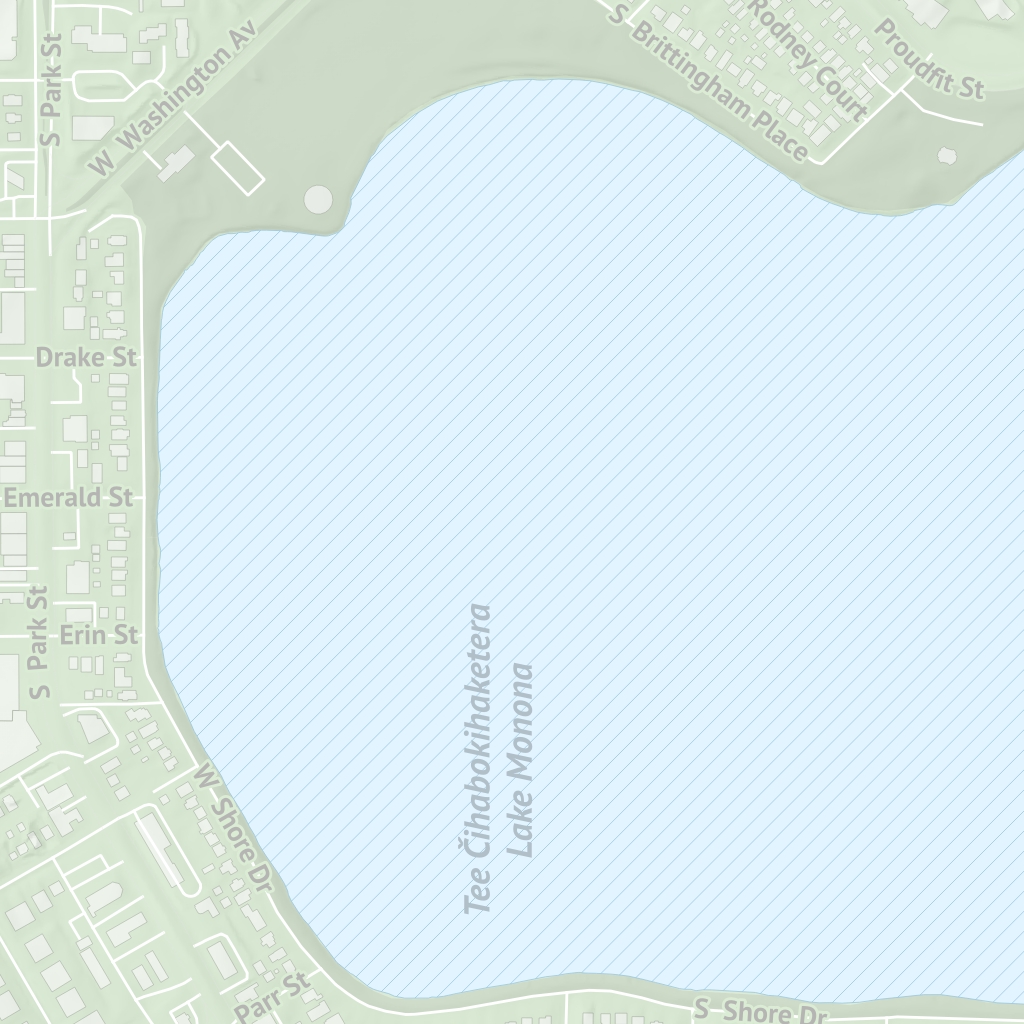 S Park St
W Washington Av
S Brittingham Place
Rodney Court
Proudfit St
Drake St
Emerald St
S Park St
Erin St
Tee Čihabokihaketera
Lake Monona
W Shore Dr
Parr St
S Shore Dr